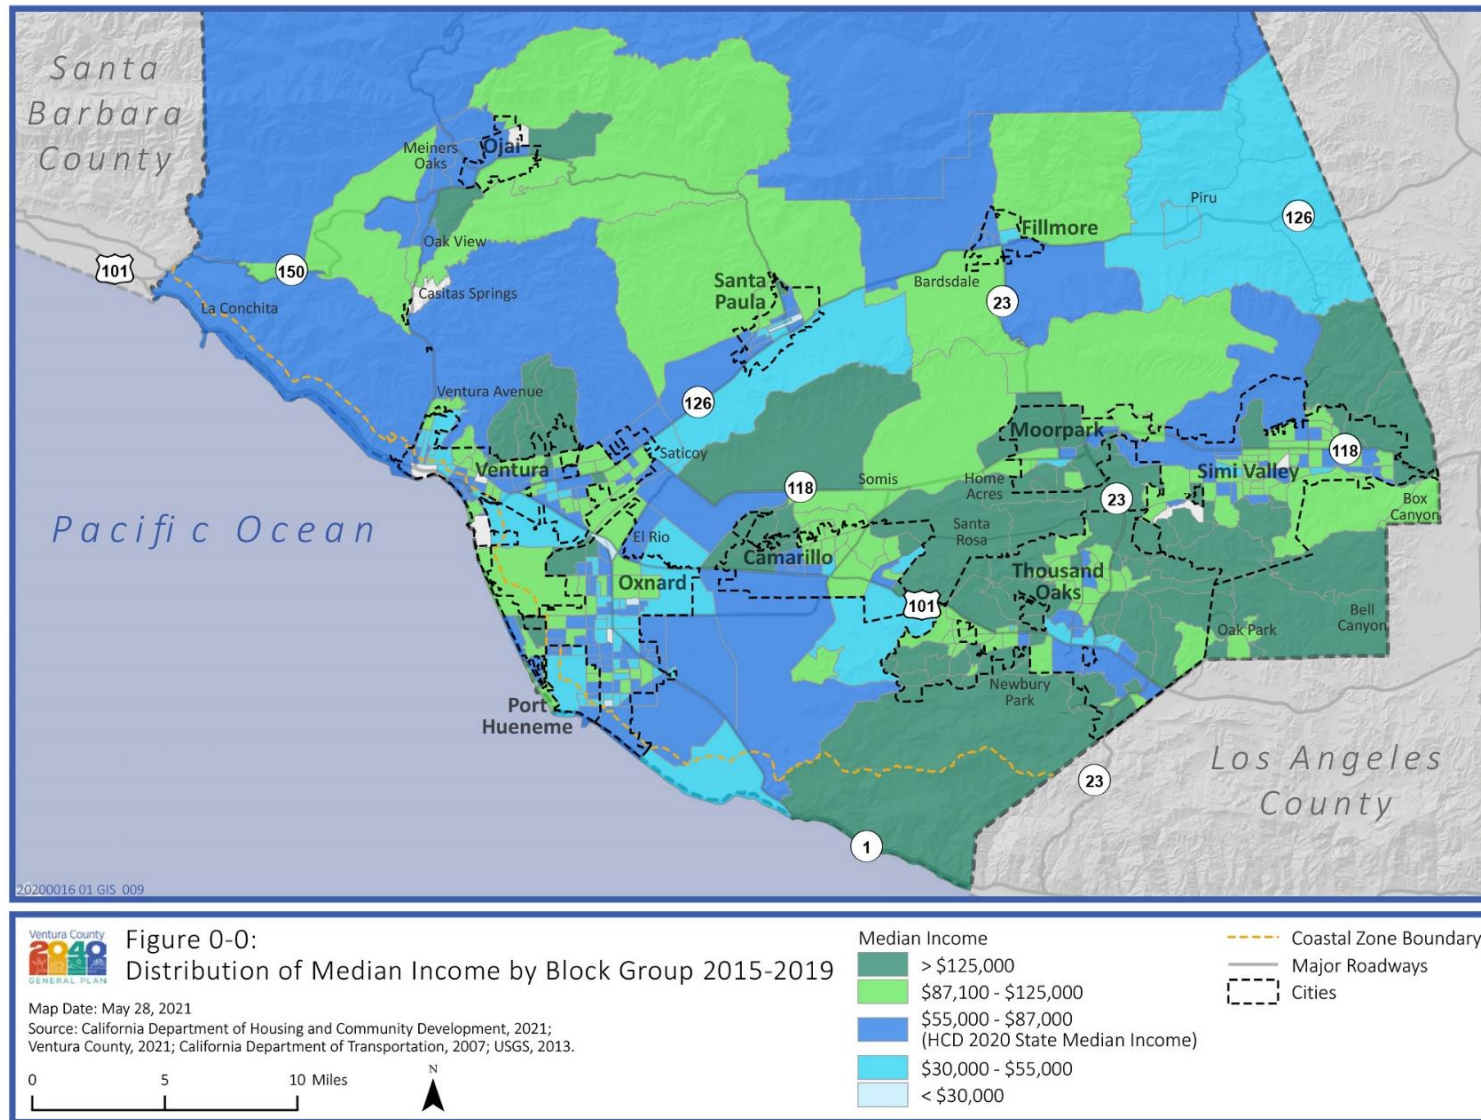 Santa
Barbara
County
Meiners
Oaks
Ojai
Oak View
101
150
Casitas Springs
La Conchita
Santa
Paula
Fillmore
Bardsdale
23
Piru
126
Ventura Avenue
126
Saticoy
Ventura
Moorpark
118
Simi Valley
118
Somis
Home
Acres
23
Box
Canyon
Pacific Ocean
Santa
Rosa
El Rio
Camarillo
Oxnard
Thousand
Oaks
101
Oak Park
Bell
Canyon
Newbury
Park
Port
Hueneme
Los Angeles
County
23
1
20200016 01 GIS 009
Ventura County
2040
GENERAL PLAN
Figure 0-0:
Distribution of Median Income by Block Group 2015-2019
Map Date: May 28, 2021
Source: California Department of Housing and Community Development, 2021;
Ventura County, 2021; California Department of Transportation, 2007; USGS, 2013.
0 5 10 Miles
N
Median Income
> $125,000
$87,100 - $125,000
$55,000 - $87,000
(HCD 2020 State Median Income)
$30,000 - $55,000
< $30,000
Coastal Zone Boundary
Major Roadways
Cities